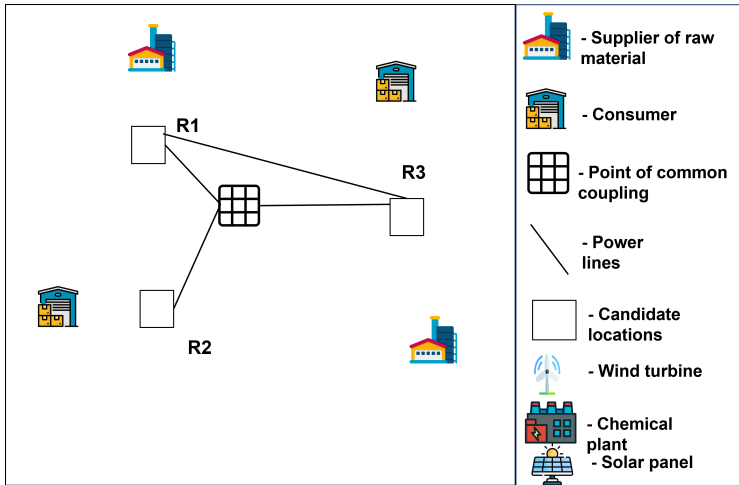 R1
R3
R2
- Supplier of raw
material
- Consumer
- Point of common
coupling
- Power
lines
- Candidate
locations
- Wind turbine
- Chemical
plant
- Solar panel